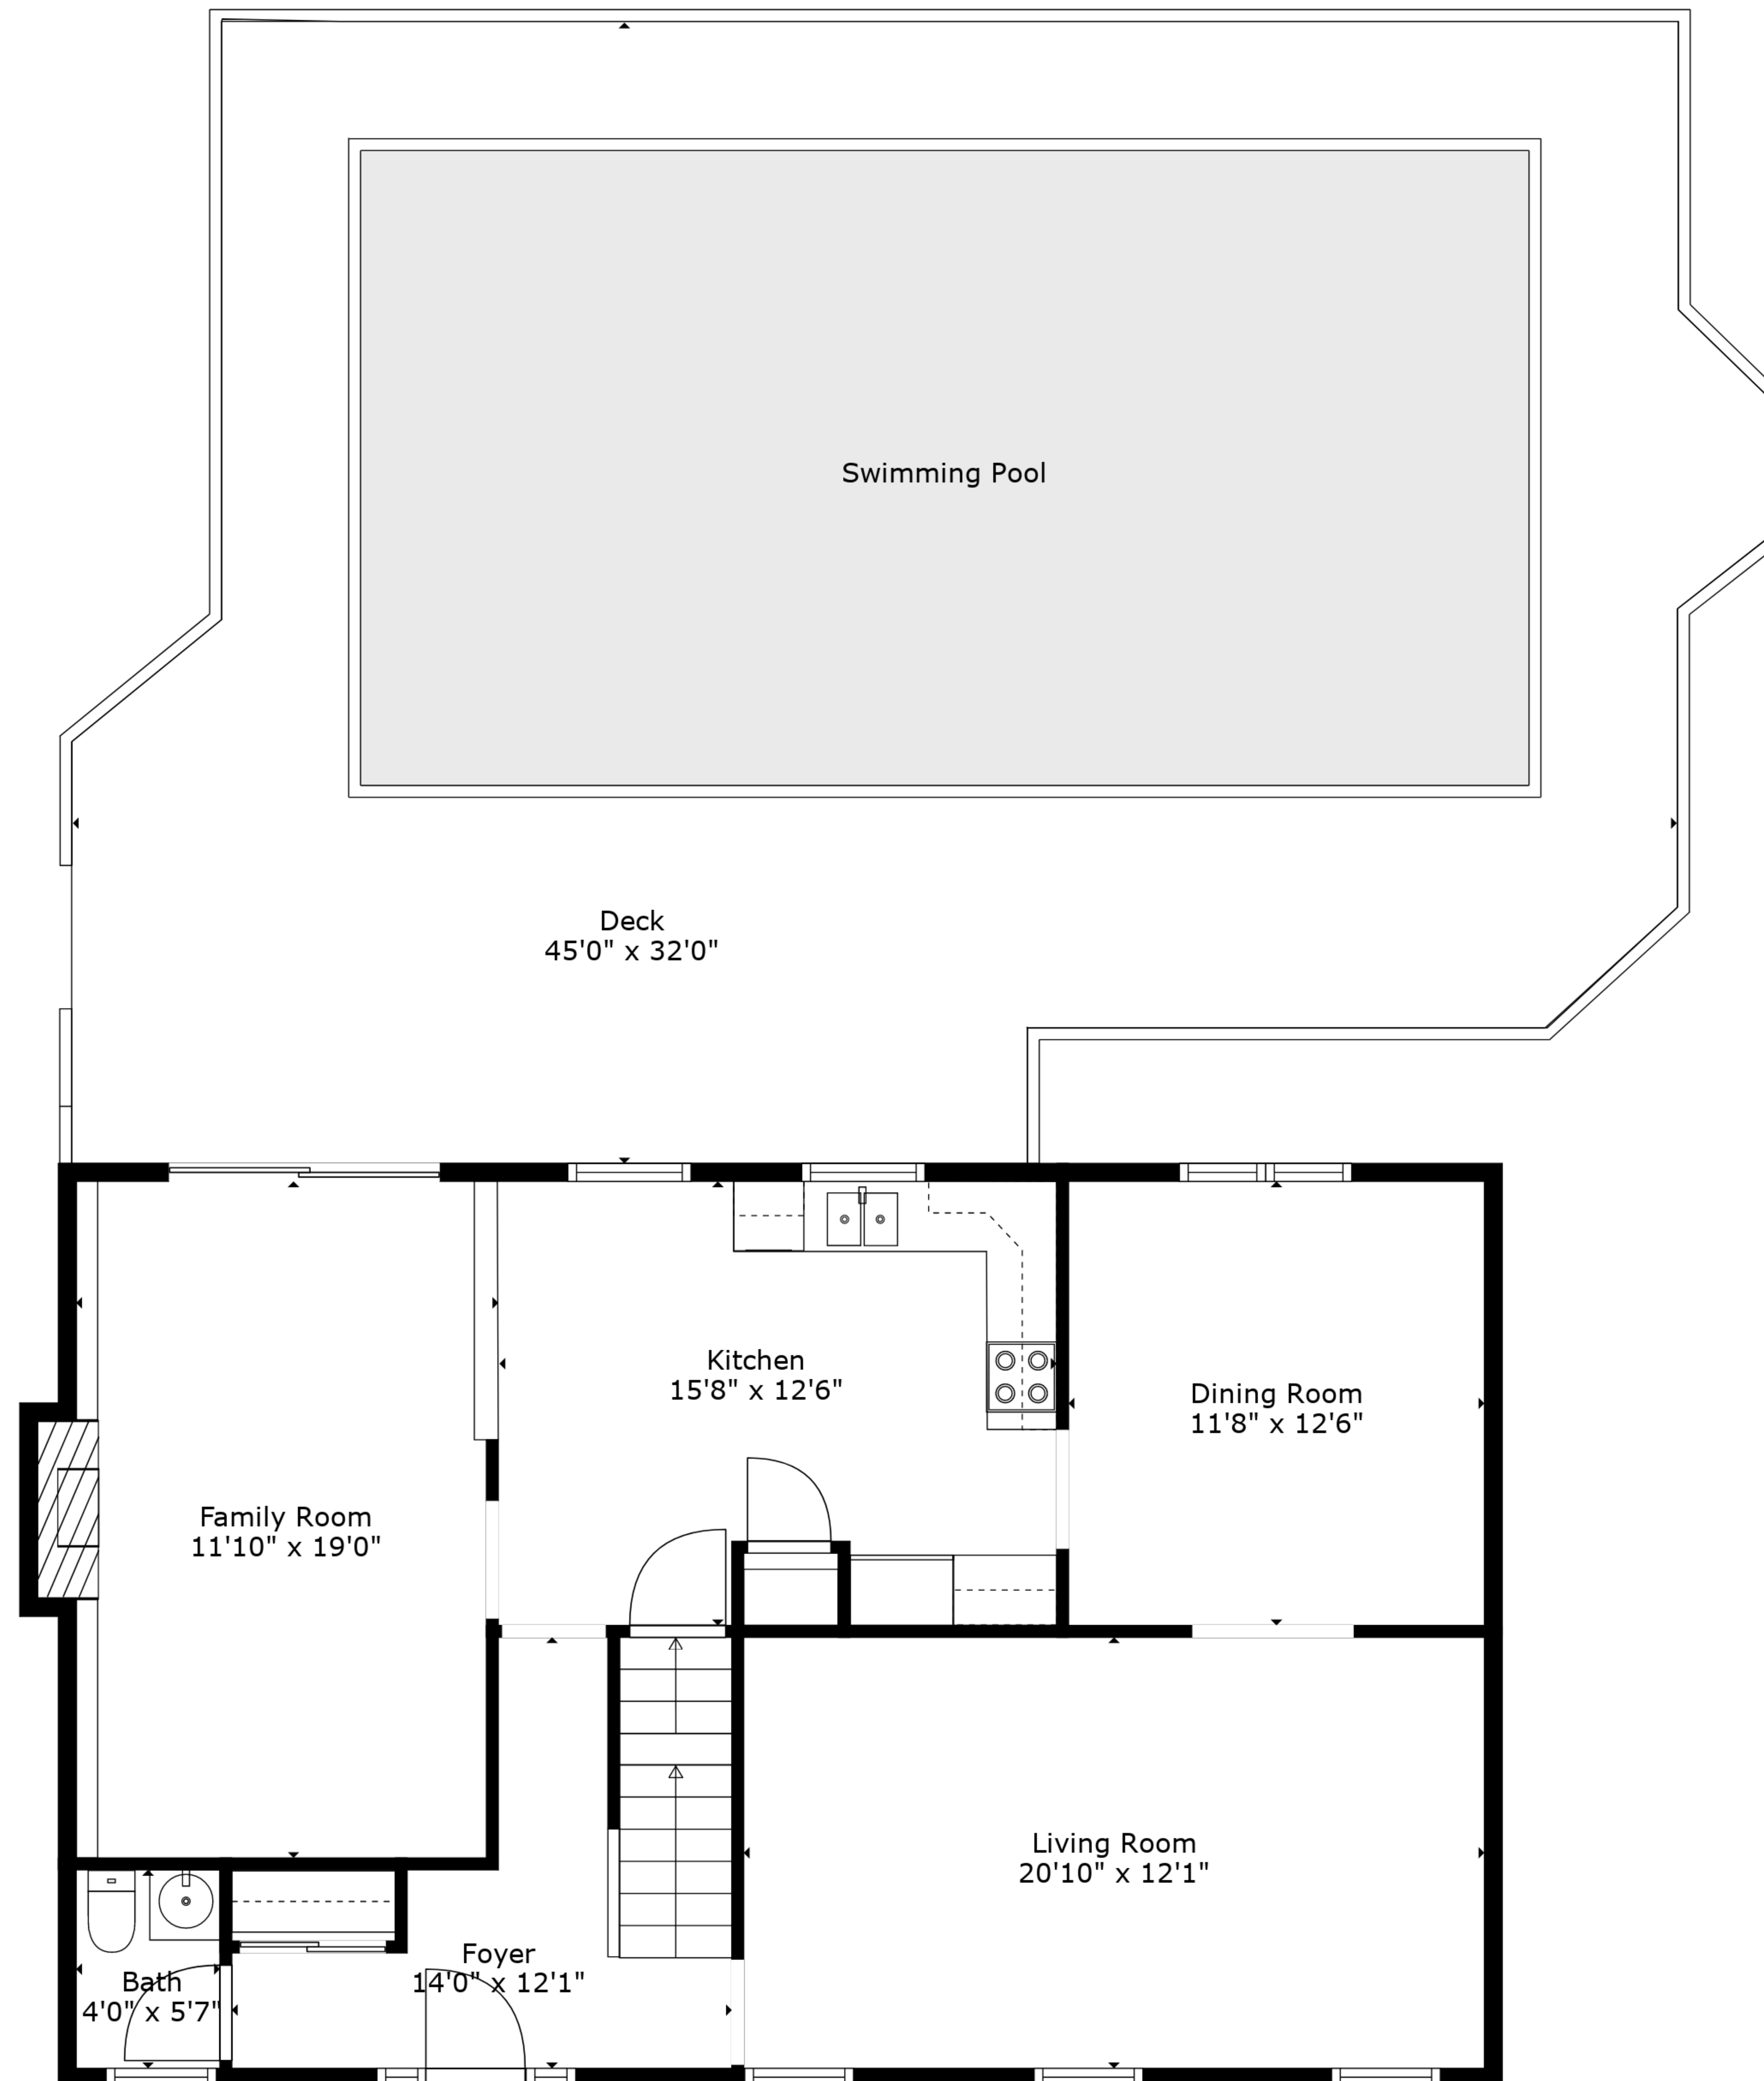 Swimming Pool
Deck
45'0" x 32'0"
Kitchen
15'8" x 12'6"
Dining Room
11'8" x 12'6"
Family Room
11'10" x 19'0"
Living Room
20'10" x 12'1"
Foyer
14'0" x 12'1"
Bath
4'0" x 5'7"